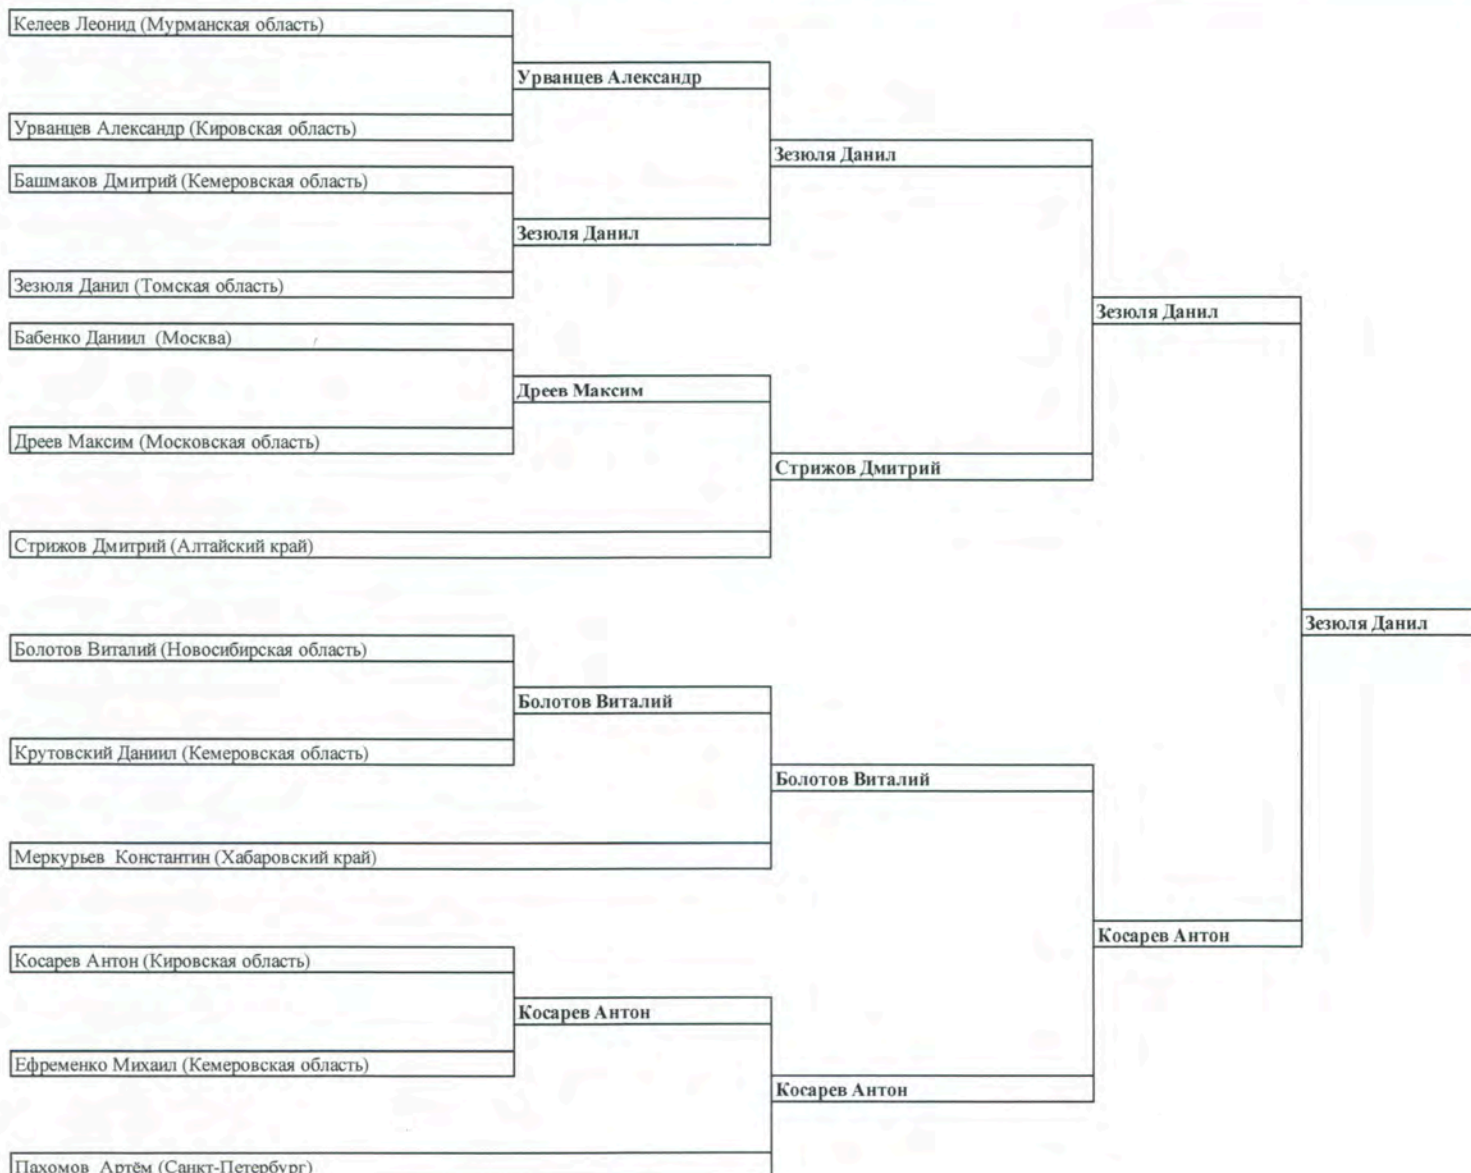 Келеев Леонид (Мурманская область)
Урванцев Александр
Урванцев Александр (Кировская область)
Зезюля Данил
Башмаков Дмитрий (Кемеровская область)
Зезюля Данил
Зезюля Данил (Томская область)
Зезюля Данил
Бабенко Даниил  (Москва)
Дреев Максим
Дреев Максим (Московская область)
Стрижов Дмитрий
Стрижов Дмитрий (Алтайский край)
Зезюля Данил
Болотов Виталий (Новосибирская область)
Болотов Виталий
Крутовский Даниил (Кемеровская область)
Болотов Виталий
Меркурьев  Константин (Хабаровский край)
Косарев Антон
Косарев Антон (Кировская область)
Косарев Антон
Ефременко Михаил (Кемеровская область)
Косарев Антон
Пахомов  Артём (Санкт-Петербург)